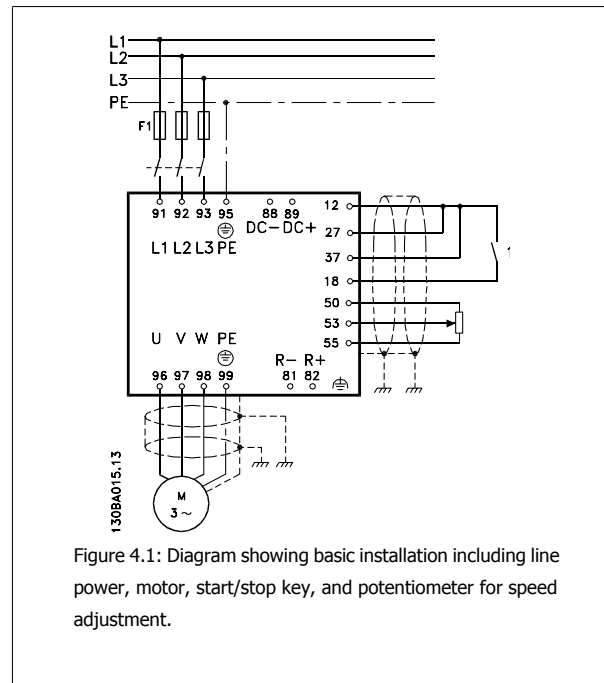 L1
L2
L3
PE
F1
91 92 93 95 88 89 12
DC- DC+
L1 L2 L3 PE
27
37
18
50
53
55
U V W PE
R- R+
96 97 98 99 81 82
130BA015.13
M
3 ~
Figure 4.1: Diagram showing basic installation including line
power, motor, start/stop key, and potentiometer for speed
adjustment.